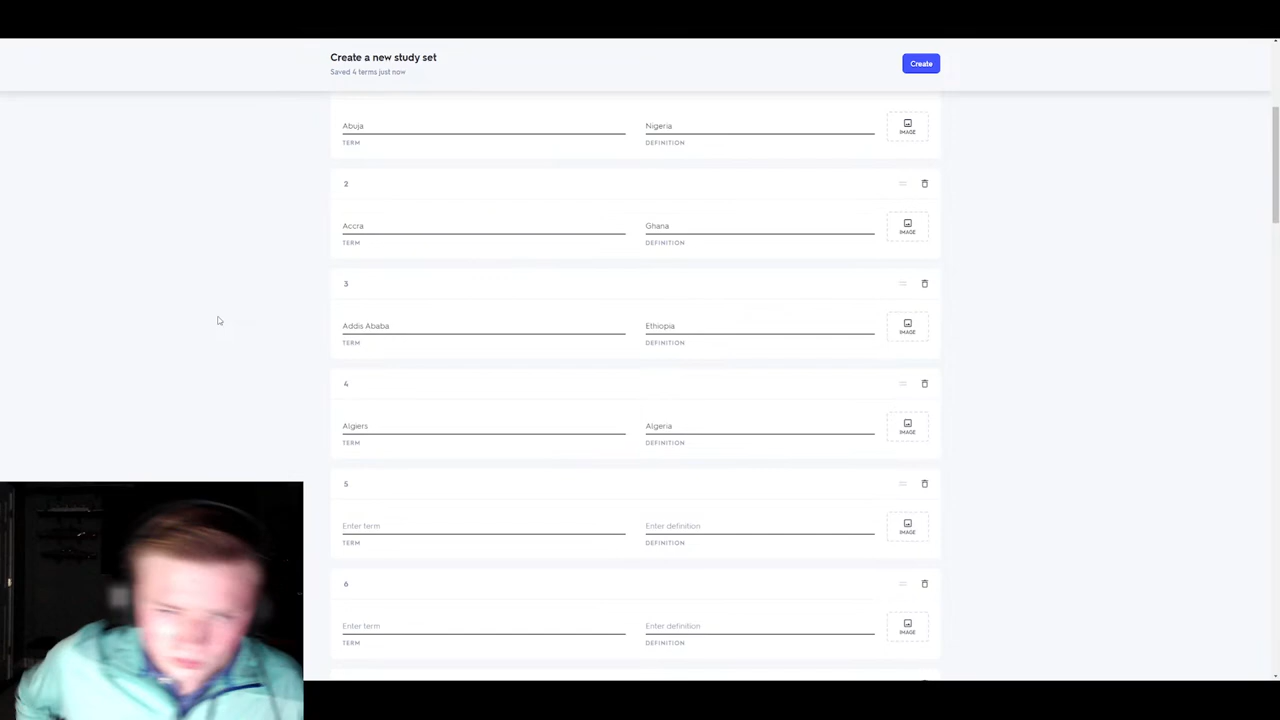 Create a new study set
Saved 4 terms just now
Create
Abuja
Nigeria
IMAGE
TERM
DEFINITION
2
Accra
Ghana
IMAGE
TERM
DEFINITION
3
Addis Ababa
Ethiopia
IMAGE
TERM
DEFINITION
4
Algiers
Algeria
IMAGE
TERM
DEFINITION
5
Enter term
Enter definition
IMAGE
TERM
DEFINITION
6
Enter term
Enter definition
IMAGE
TERM
DEFINITION